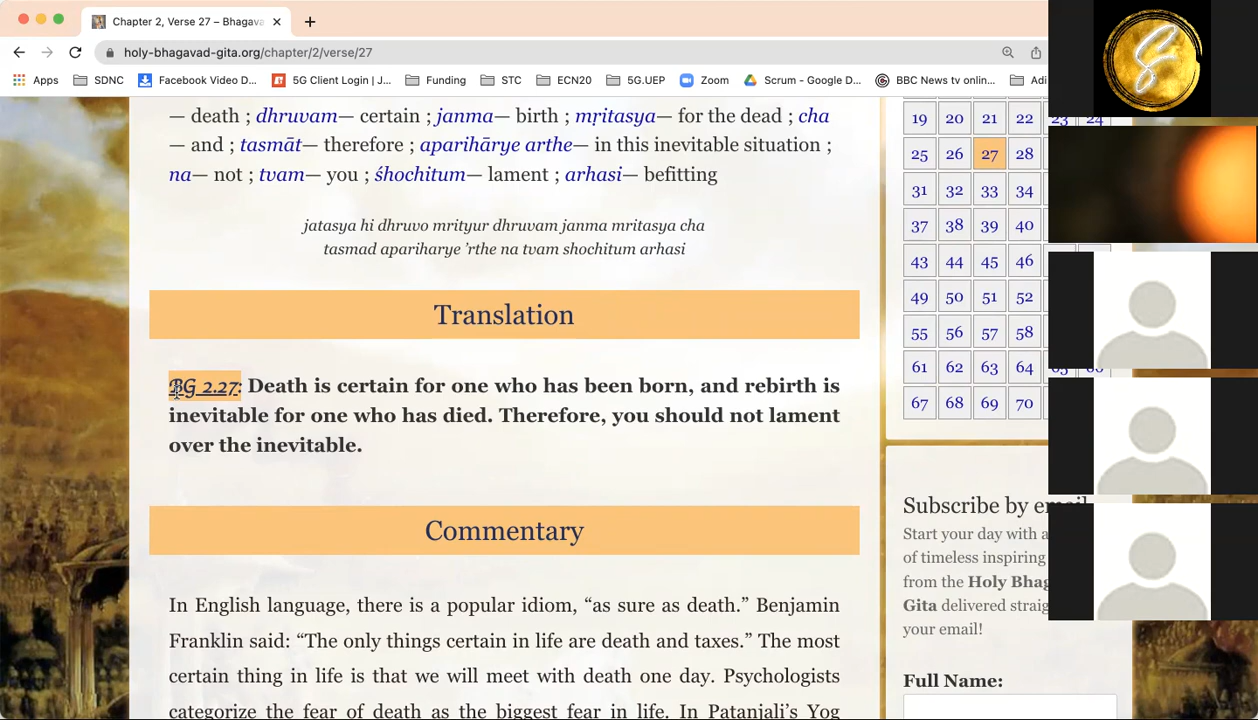 Chapter 2, Verse 27 – Bhagava
holy-bhagavad-gita.org/chapter/2/verse/27
Apps SDNC Facebook Video D... 5G Client Login | J... Funding STC ECN20 5G.UEP Zoom Scrum - Google D... BBC News tv onlin... Adi
— death ; dhruvam— certain ; janma— birth ; mṛitasya— for the dead ; cha
— and ; tasmāt— therefore ; aparihārye arthe— in this inevitable situation ;
na— not ; tvam— you ; śhochitum— lament ; arhasi— befitting
jatasya hi dhruvo mrityur dhruvam janma mritasya cha
tasmad apariharye ’rthe na tvam shochitum arhasi
Translation
BG 2.27: Death is certain for one who has been born, and rebirth is
inevitable for one who has died. Therefore, you should not lament
over the inevitable.
Commentary
In English language, there is a popular idiom, “as sure as death.” Benjamin
Franklin said: “The only things certain in life are death and taxes.” The most
certain thing in life is that we will meet with death one day. Psychologists
categorize the fear of death as the biggest fear in life. In Patanjali’s Yog
19 20 21 22 23 24
25 26 27 28
31 32 33 34
37 38 39 40
43 44 45 46
49 50 51 52
55 56 57 58
61 62 63 64 65 66
67 68 69 70
Subscribe by email
Start your day with a
of timeless inspiring
from the Holy Bhag
Gita delivered straig
your email!
Full Name: